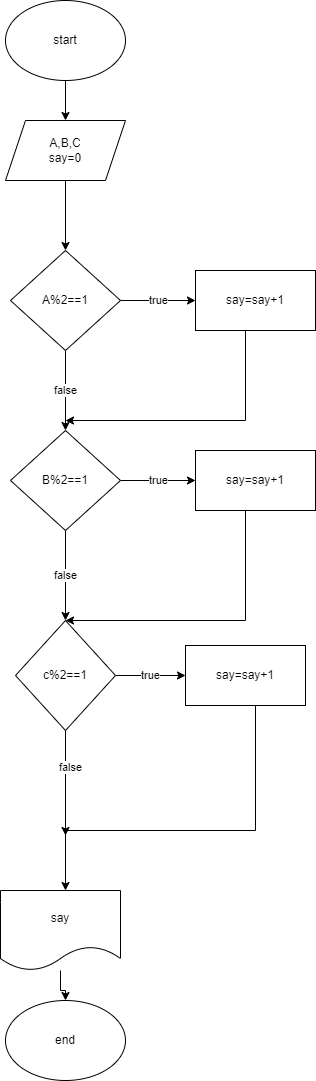 start
A,B,C
say=0
A%2==1
true
say=say+1
false
B%2==1
true
say=say+1
false
c%2==1
true
say=say+1
false
say
end